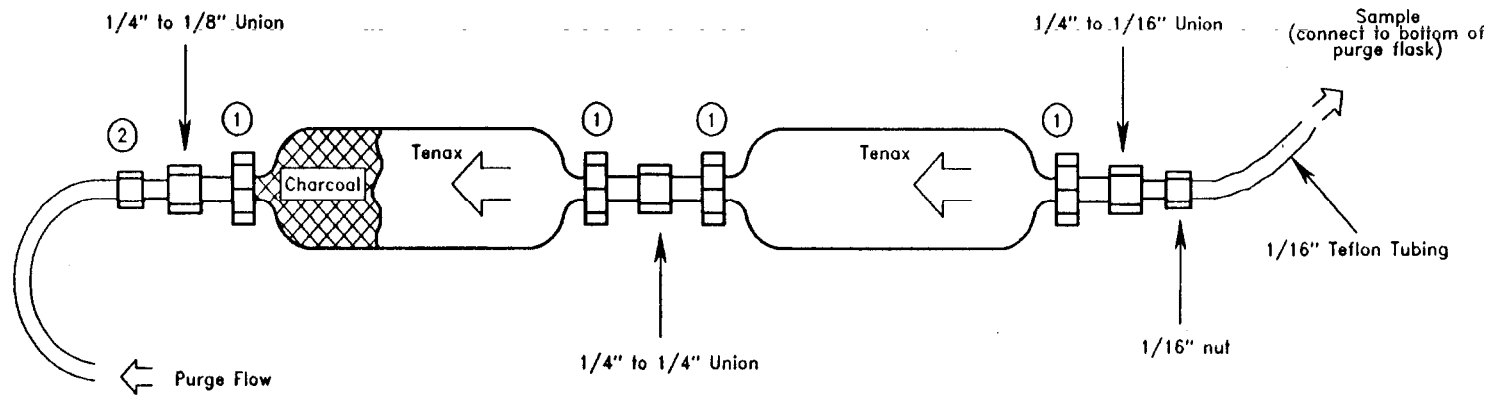 1/4" to 1/8" Union
1/4" to 1/16" Union
Sample
(connect to bottom of
purge flask)
2
1
1
1
1
Tenax
Tenax
Charcoal
1/16" Teflon Tubing
1/4" to 1/4" Union
1/16" nut
Purge Flow